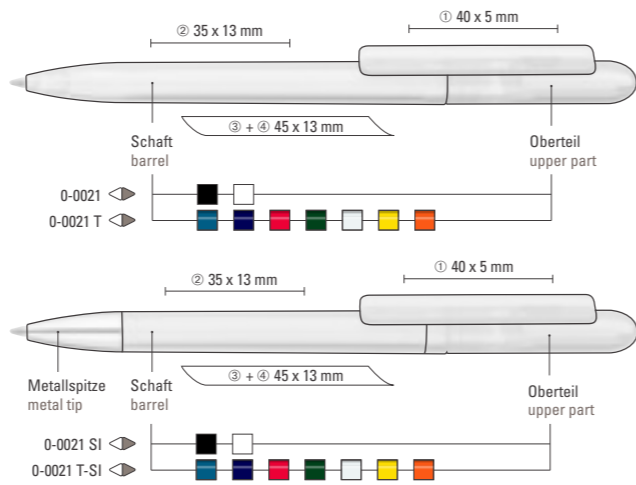 ② 35 x 13 mm
① 40 x 5 mm
③ + ④ 45 x 13 mm
Schaft
barrel
Oberteil
upper part
0-0021
0-0021 T
② 35 x 13 mm
① 40 x 5 mm
③ + ④ 45 x 13 mm
Metallspitze
metal tip
Schaft
barrel
Oberteil
upper part
0-0021 SI
0-0021 T-SI